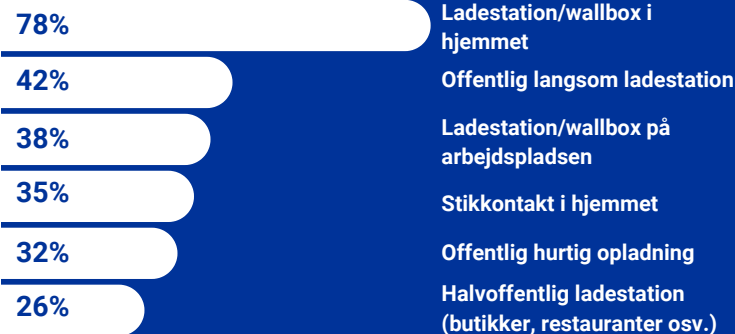 78%
Ladestation/wallbox i
hjemmet
42%
Offentlig langsom ladestation
38%
Ladestation/wallbox på
arbejdspladsen
35%
Stikkontakt i hjemmet
32%
Offentlig hurtig opladning
26%
Halvoffentlig ladestation
(butikker, restauranter osv.)